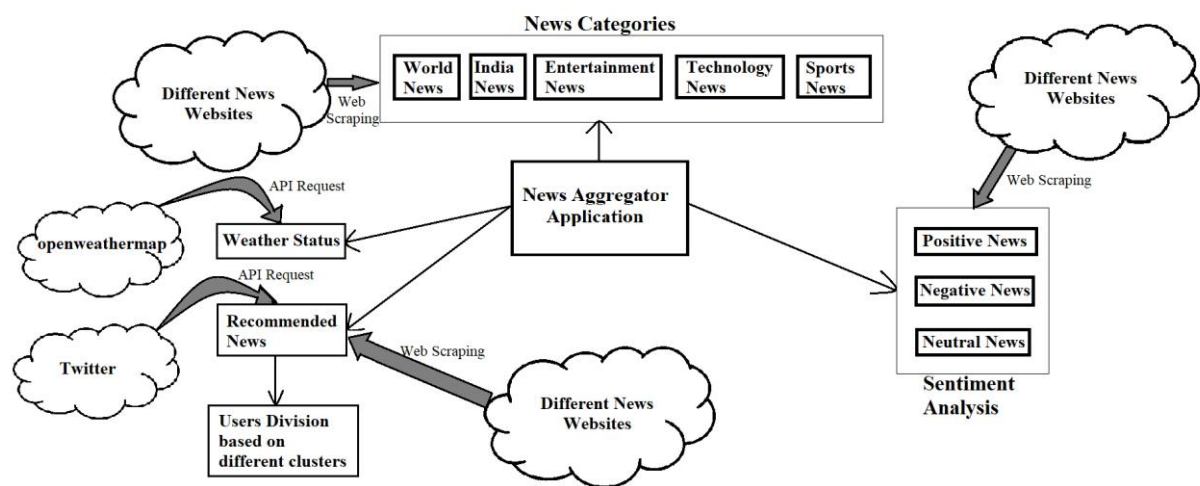 News Categories
World
News
India
News
Entertainment
News
Technology
News
Sports
News
Different News
Websites
Web
Scraping
Different News
Websites
Web Scraping
News Aggregator
Application
API Request
openweathermap
Weather Status
API Request
Twitter
Recommended
News
Web Scraping
Different News
Websites
Users Division
based on
different clusters
Positive News
Negative News
Neutral News
Sentiment
Analysis